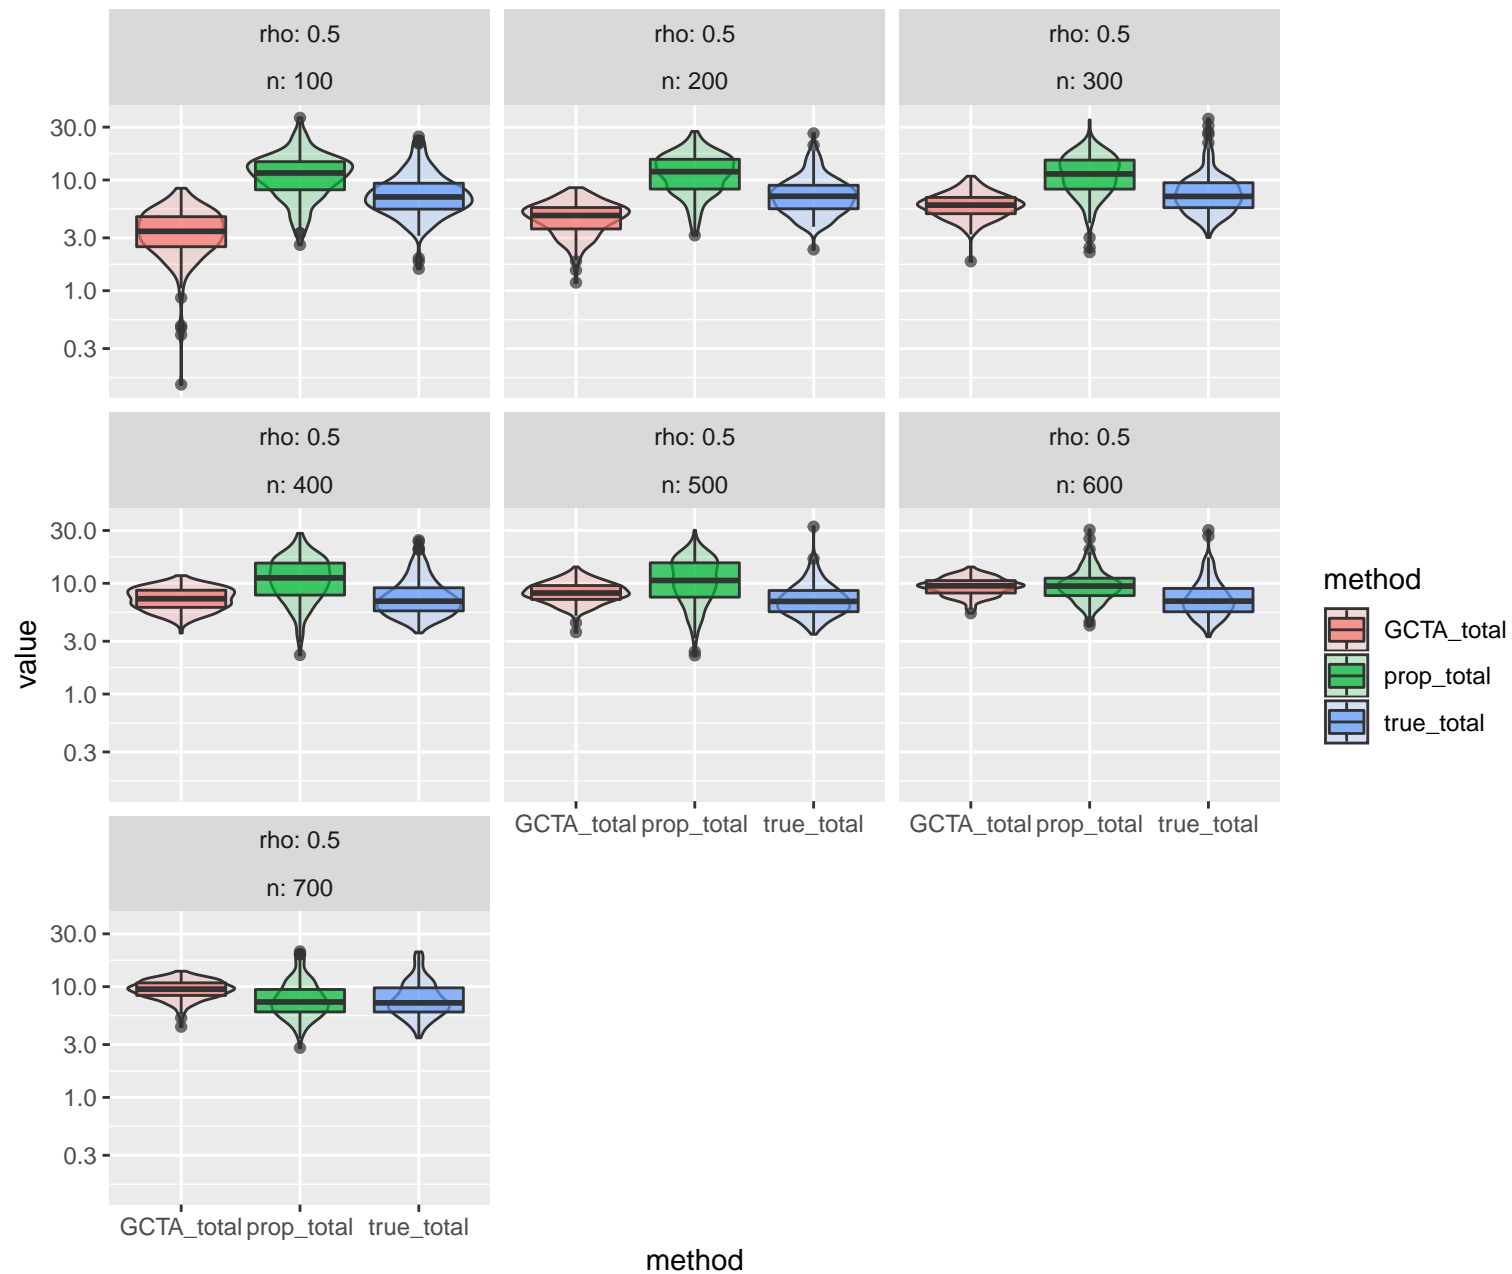 rho: 0.5
rho: 0.5
rho: 0.5
n: 100
n: 200
n: 300
30.0
10.0
3.0
1.0
0.3
rho: 0.5
rho: 0.5
rho: 0.5
n: 400
n: 500
n: 600
30.0
10.0
3.0
1.0
0.3
GCTA_total prop_total true_total
GCTA_total prop_total true_total
rho: 0.5
n: 700
30.0
10.0
3.0
1.0
0.3
GCTA_total prop_total true_total
method
value
method
GCTA_total
prop_total
true_total